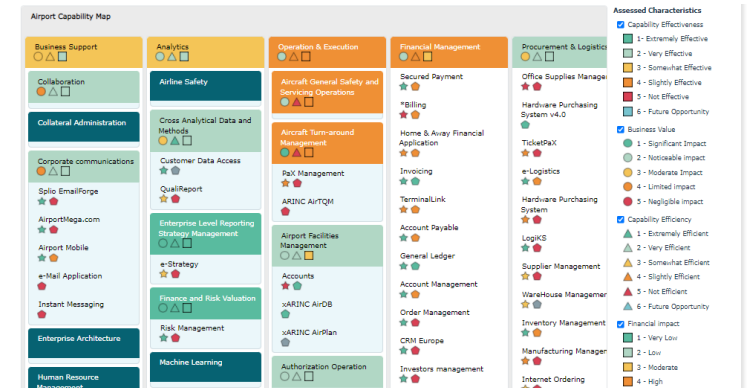 Airport Capability Map
Business Support
Collaboration
Collateral Administration
Corporate communications
Splio EmailForge
AirportMega.com
Airport Mobile
e-Mail Application
Instant Messaging
Enterprise Architecture
Human Resource
Management
Analytics
Airline Safety
Cross Analytical Data and
Methods
Customer Data Access
QualiReport
Enterprise Level Reporting
Strategy Management
e-Strategy
Finance and Risk Valuation
Risk Management
Machine Learning
Operation & Execution
Aircraft General Safety and
Servicing Operations
Aircraft Turn-around
Management
PaX Management
ARINC AirTQM
Airport Facilities
Management
Accounts
xARINC AirDB
xARINC AirPlan
Authorization Operation
Financial Management
Secured Payment
*Billing
Home & Away Financial
Application
Invoicing
TerminalLink
Account Payable
General Ledger
Account Management
Order Management
CRM Europe
Investors management
Procurement & Logistic
Office Supplies Manage
Hardware Purchasing
System v4.0
TicketPaX
e-Logistics
Hardware Purchasing
System
LogiKS
Supplier Management
WareHouse Managemer
Inventory Management
Manufacturing Manager
Internet Ordering
Assessed Characteristics
Capability Effectiveness
1- Extremely Effective
2 - Very Effective
3 - Somewhat Effective
4 - Slightly Effective
5 - Not Effective
6 - Future Opportunity
Business Value
1 - Significant Impact
2 - Noticeable impact
3 - Moderate Impact
4 - Limited impact
5 - Negligible impact
Capability Efficiency
1 - Extremely Efficient
2 - Very Efficient
3 - Somewhat Efficient
4 - Slightly Efficient
5 - Not Efficient
6 - Future Opportunity
Financial impact
1 - Very Low
2 - Low
3 - Moderate
4 - High